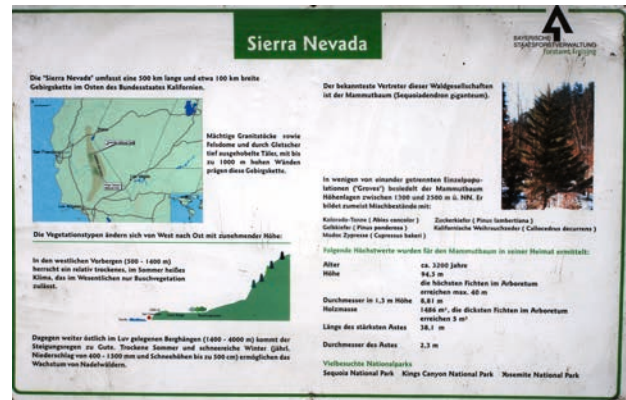 Sierra Nevada
BAYERISCHE
STAATSFORSTVERWALTUNG
Forstamt Freising
Die "Sierra Nevada" umfasst eine 500 km lange und etwa 100 km breite
Gebirgskette im Osten des Bundesstaates Kalifornien.
Mächtige Granitstöcke sowie
Felsdome und durch Gletscher
tief ausgehobelte Täler, mit bis
zu 1000 m hohen Wänden
prägen diese Gebirgskette.
Die Vegetationstypen ändern sich von West nach Ost mit zunehmender Höhe:
In den westlichen Vorbergen (500 - 1400 m)
herrscht ein relativ trockenes, im Sommer heißes
Klima, das im Wesentlichen nur Buschvegetation
zulässt.
Dagegen weiter östlich im Luv gelegenen Berghängen (1400 - 4000 m) kommt der
Steigungsregen zu Gute. Trockene Sommer und schneereiche Winter (jährl.
Niederschlag von 400 - 1300 mm und Schneehöhen bis zu 500 cm) ermöglichen das
Wachstum von Nadelwäldern.
Der bekannteste Vertreter dieser Waldgesellschaften
ist der Mammutbaum (Sequoiadendron giganteum).
In wenigen von einander getrennten Einzelpopu-
lationen ("Groves") besiedelt der Mammutbaum
Höhenlagen zwischen 1500 und 2500 m ü. NN. Er
bildet zumeist Mischbestände mit:
Kolorado-Tanne ( Abies concolor )
Zuckerkiefer ( Pinus lambertiana )
Gelbkiefer ( Pinus ponderosa )
Kalifornische Weihrauchzeder ( Callocedrus decurrens )
Modoc Zypresse ( Cupressus bakeri )
Folgende Höchstwerte wurden für den Mammutbaum in seiner Heimat ermittelt:
Alter ca. 3200 Jahre
Höhe 94,5 m
die höchsten Fichten im Arboretum
erreichen max. 40 m
Durchmesser in 1,3 m Höhe 8,81 m
Holzmasse 1486 m³, die dicksten Fichten im Arboretum
erreichen 5 m³
Länge des stärksten Astes 38,1 m
Durchmesser des Astes 2,3 m
Vielbesuchte Nationalparks
Sequoia National Park Kings Canyon National Park Yosemite National Park